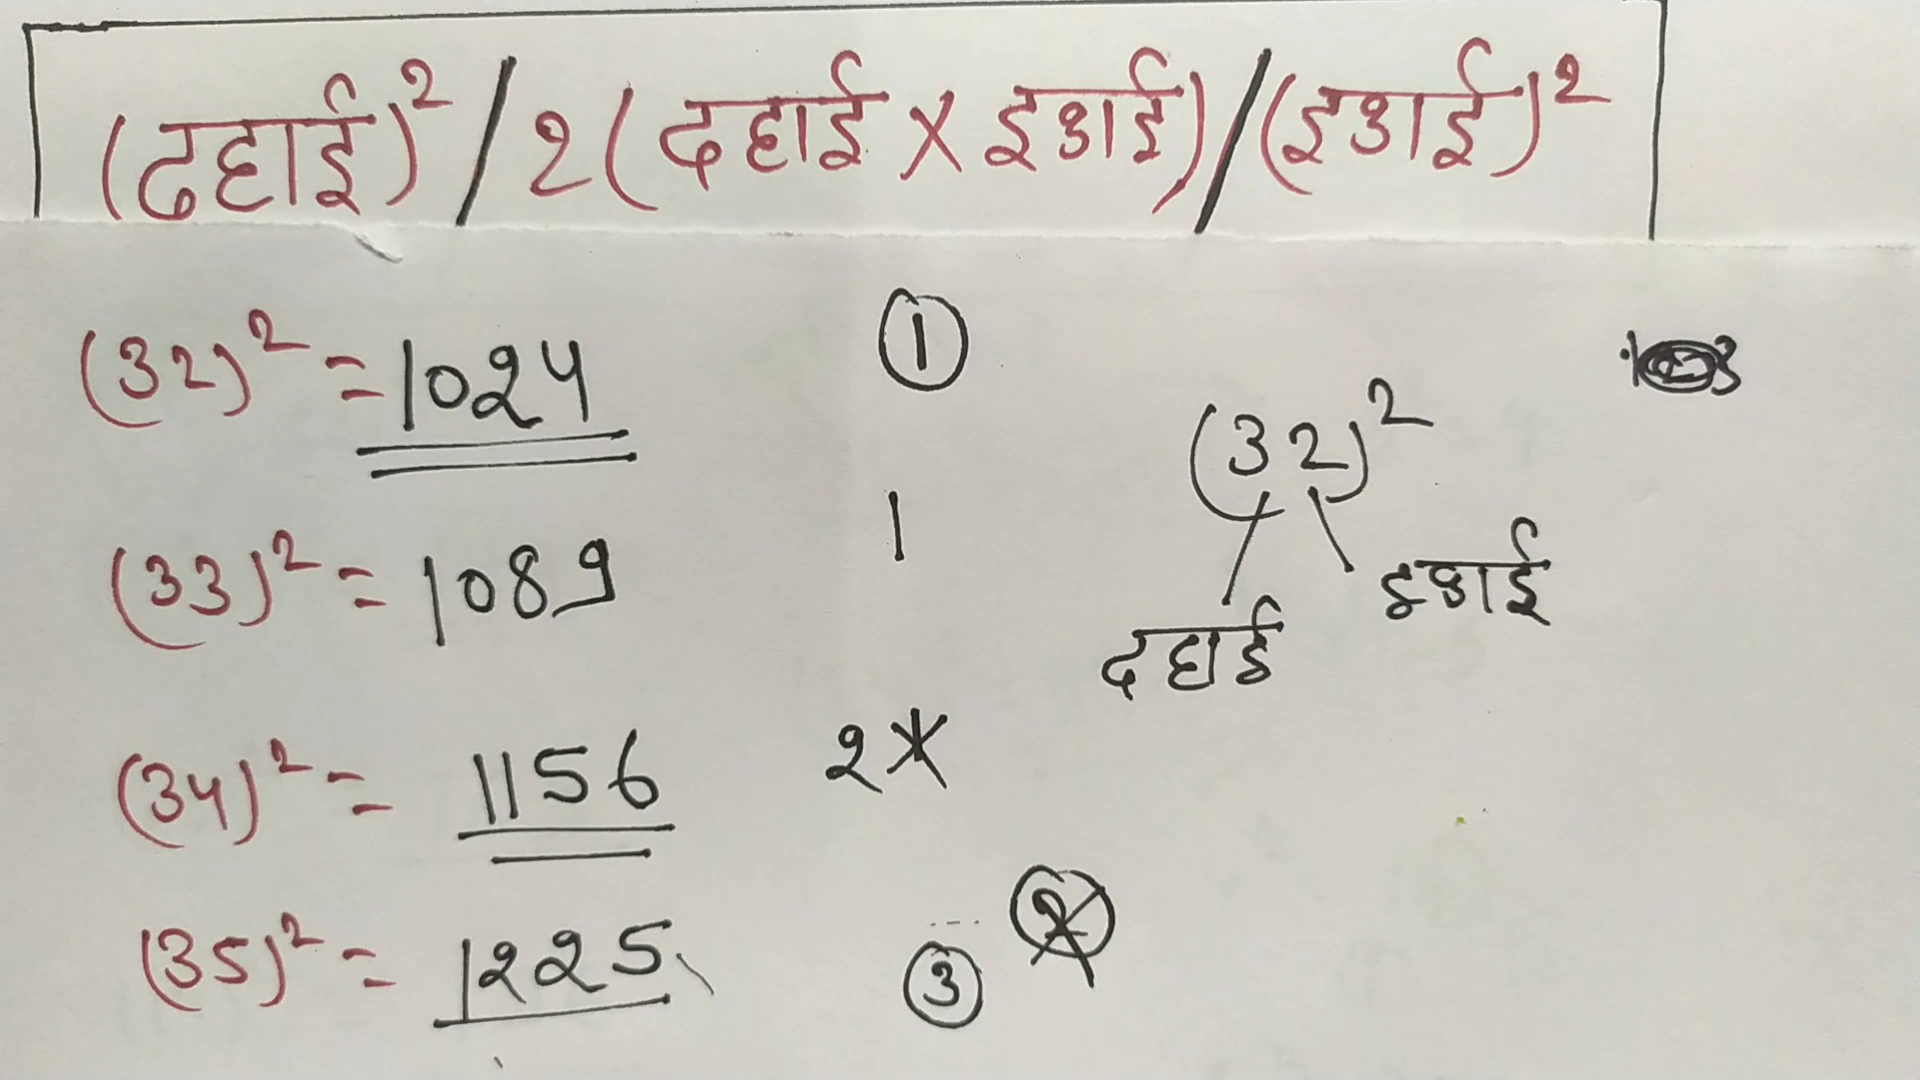 (दहाई)² / 2(दहाई × इकाई) / (इकाई)²
(32)² = 1024
1
(32)²
दहाई
इकाई
(33)² = 1089
1
(34)² = 1156
2
(35)² = 1225
3
2